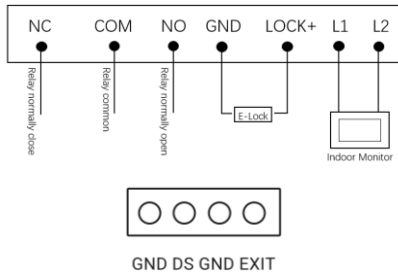 NC COM NO GND LOCK+ L1 L2
Relay normally close
Relay common
Relay normally open
E-Lock
Indoor Monitor
GND DS GND EXIT